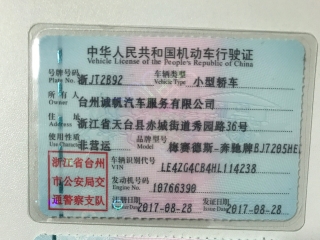 中华人民共和国机动车行驶证
Vehicle License of the People's Republic of China
号牌号码 浙JT2B92 车辆类型 小型轿车
Plate No. Vehicle Type
所有人 台州诚帆汽车服务有限公司
Owner
住址 浙江省天台县赤城街道秀园路36号
Address
使用性质 非营运 品牌型号 梅赛德斯-奔驰牌BJ7205HEL
Use Character Model
浙江省台州 车辆识别代号 LE4ZG4CB4HL114238
VIN
市公安局交 发动机号码 10766390
Engine No.
通警察支队 注册日期 2017-08-28 发证日期 2017-08-28
Register Date Issue Date